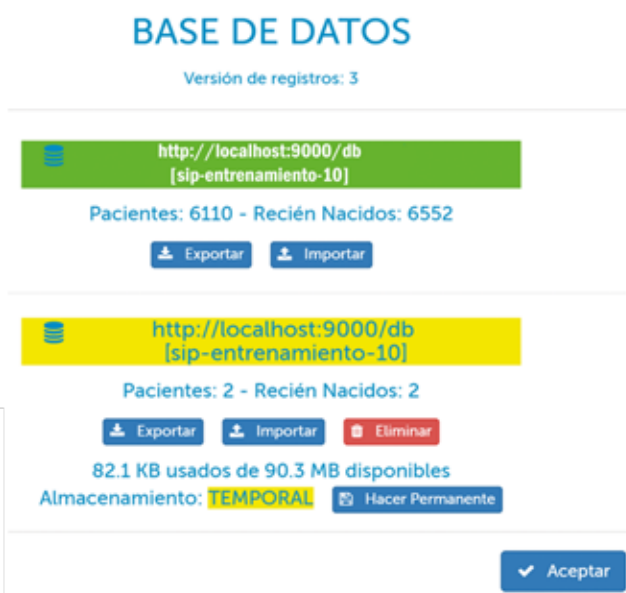 BASE DE DATOS
Versión de registros: 3
http://localhost:9000/db
[sip-entrenamiento-10]
Pacientes: 6110 - Recién Nacidos: 6552
Exportar Importar
http://localhost:9000/db
[sip-entrenamiento-10]
Pacientes: 2 - Recién Nacidos: 2
Exportar Importar Eliminar
82.1 KB usados de 90.3 MB disponibles
Almacenamiento: TEMPORAL Hacer Permanente
Aceptar